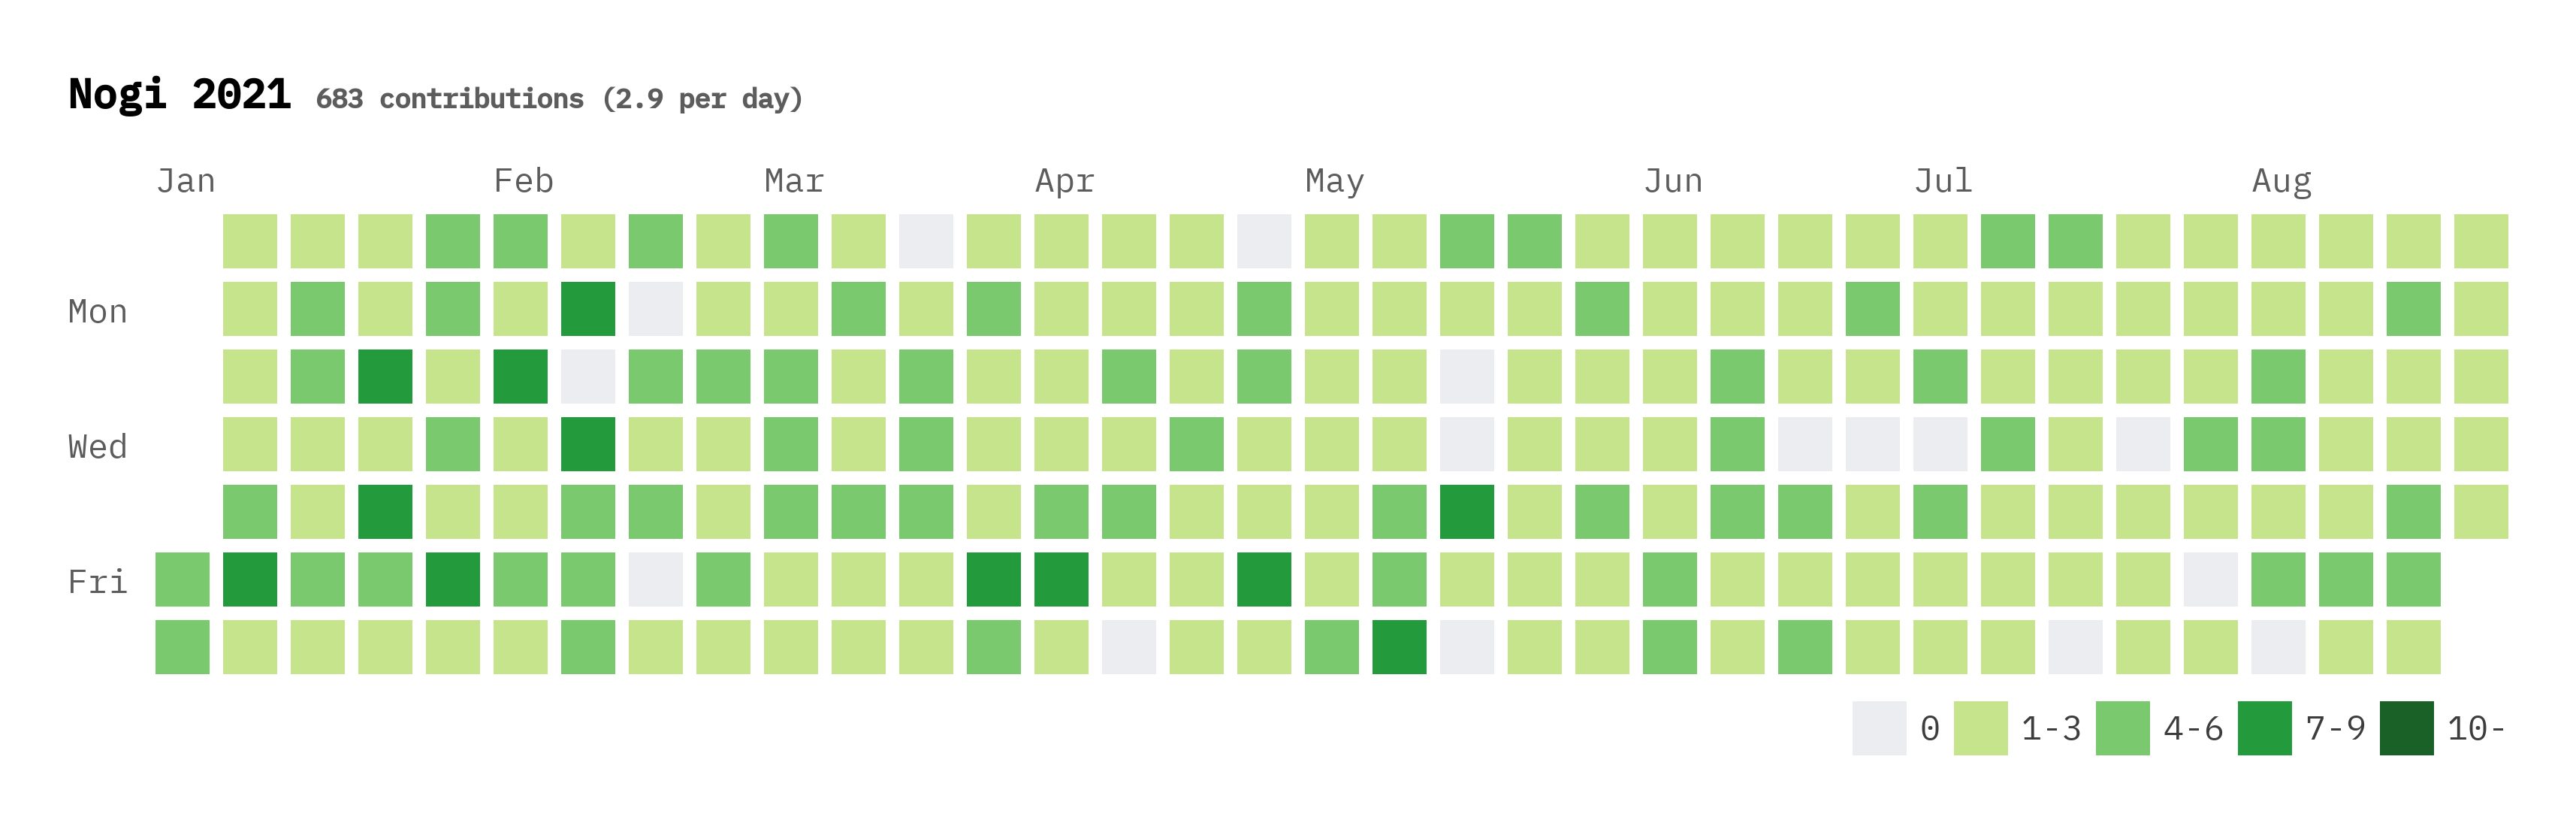 Nogi 2021 683 contributions (2.9 per day)
Jan Feb Mar Apr May Jun Jul Aug
Mon
Wed
Fri
0 1-3 4-6 7-9 10-